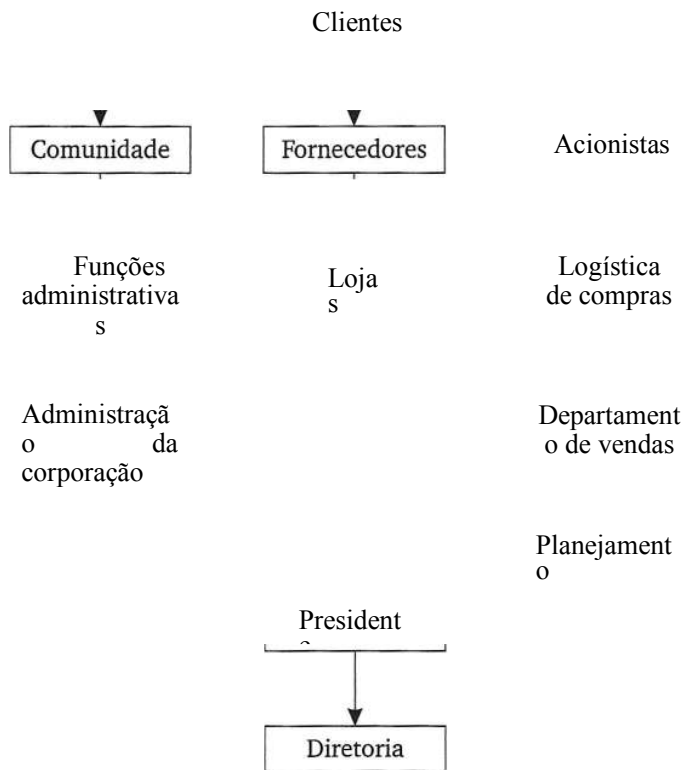 Clientes
Comunidade
Fornecedores
Acionistas
Funções
administrativa
s
Loja
s
Logística
de compras
Administraçã
o da
corporação
Departament
o de vendas
Planejament
o
President
Diretoria